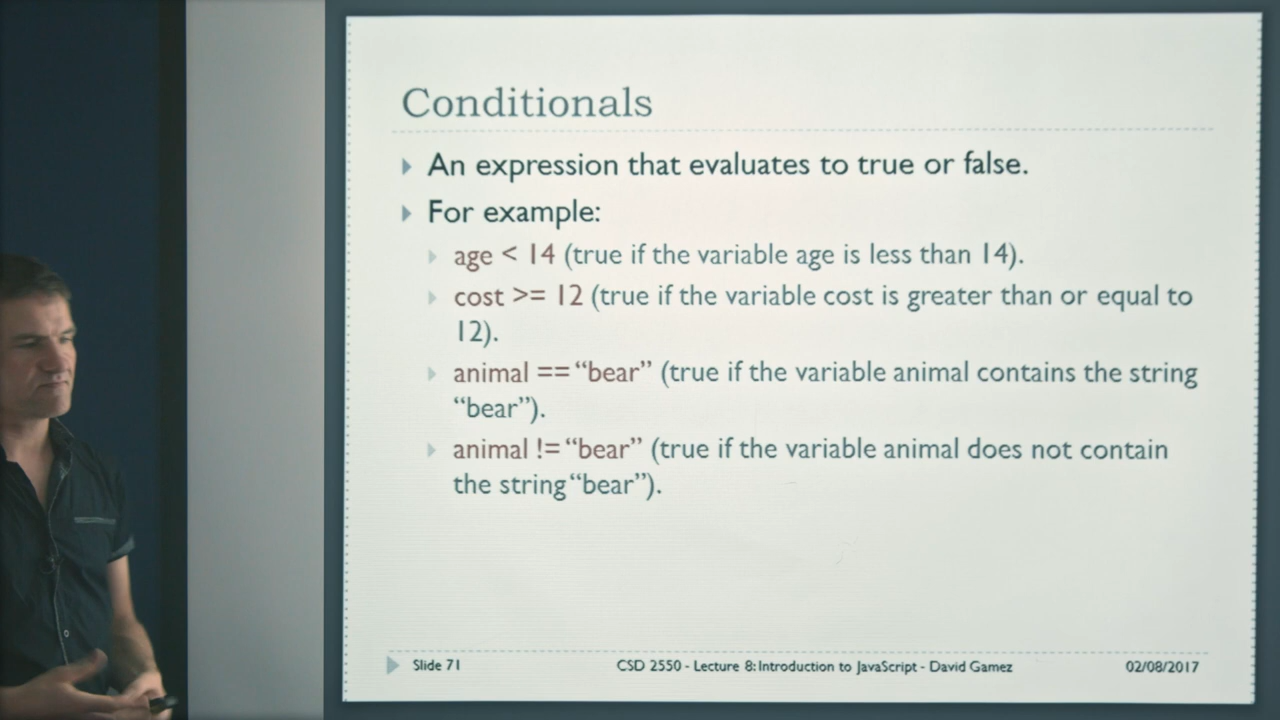 Conditionals
An expression that evaluates to true or false.
For example:
age < 14 (true if the variable age is less than 14).
cost >= 12 (true if the variable cost is greater than or equal to
12).
animal == “bear” (true if the variable animal contains the string
“bear”).
animal != “bear” (true if the variable animal does not contain
the string “bear”).
Slide 71 CSD 2550 - Lecture 8: Introduction to JavaScript - David Gamez 02/08/2017